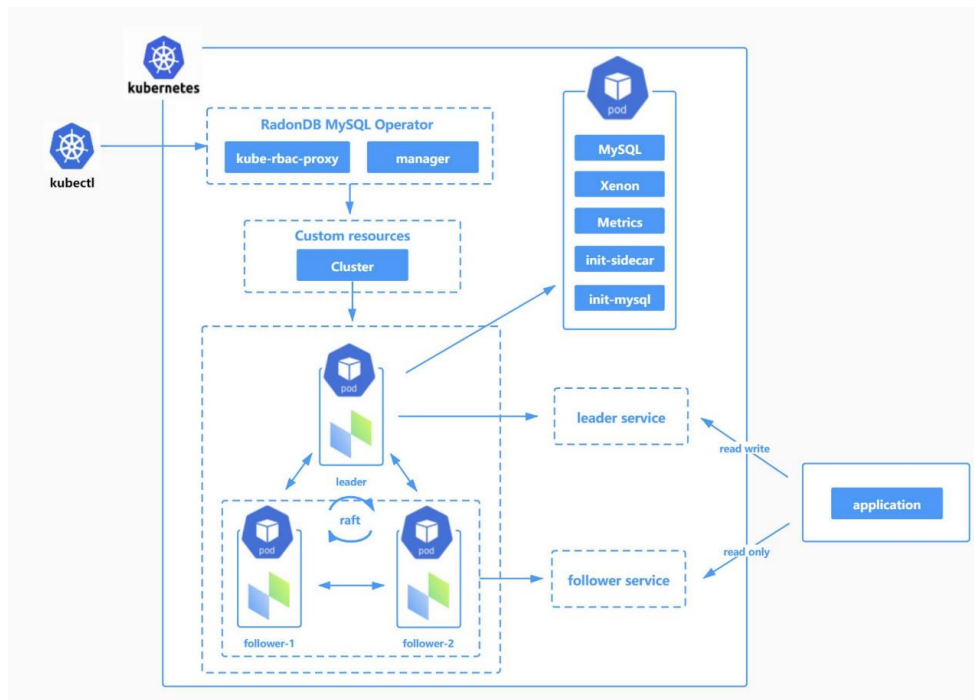 kubernetes
kubectl
RadonDB MySQL Operator
kube-rbac-proxy
manager
Custom resources
Cluster
pod
MySQL
Xenon
Metrics
init-sidecar
init-mysql
pod
leader
raft
pod
pod
follower-1
follower-2
leader service
follower service
read write
read only
application